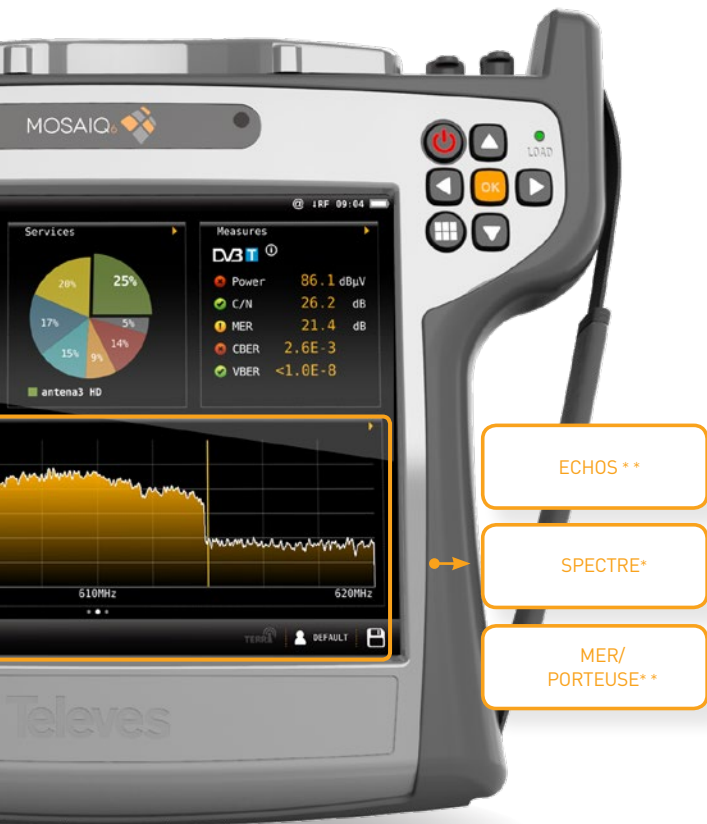 MOSAIQ6
LOAD
OK
@ ↓RF 09:04
Services
25%
5%
14%
9%
15%
17%
20%
antena3 HD
Measures
DVB T
Power 86.1 dBµV
C/N 26.2 dB
MER 21.4 dB
CBER 2.6E-3
VBER <1.0E-8
610MHz
620MHz
TERR
DEFAULT
Televes
ECHOS **
SPECTRE*
MER/
PORTEUSE**